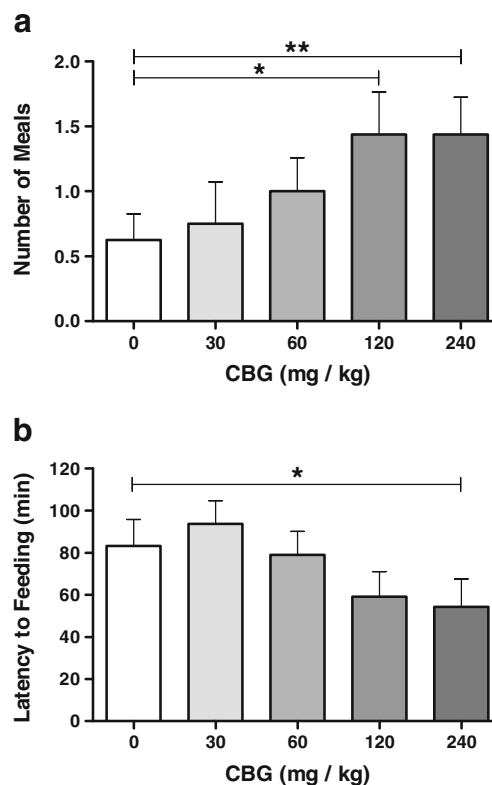 a
**
*
2.0
1.5
1.0
0.5
0.0
Number of Meals
0 30 60 120 240
CBG (mg / kg)
b
*
120
100
80
60
40
20
0
Latency to Feeding (min)
0 30 60 120 240
CBG (mg / kg)